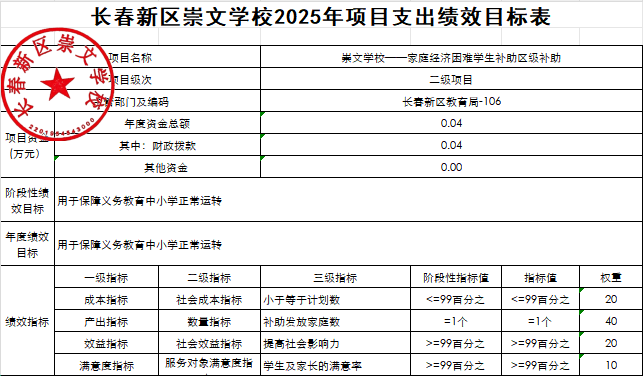 长春新区崇文学校2025年项目支出绩效目标表
项目名称 崇文学校——家庭经济困难学生补助区级补助
项目级次 二级项目
部门及编码 长春新区教育局-106
项目资金(万元) 年度资金总额 0.04
其中：财政拨款 0.04
其他资金 0.00
阶段性绩效目标 用于保障义务教育中小学正常运转
年度绩效目标 用于保障义务教育中小学正常运转
绩效指标 一级指标 二级指标 三级指标 阶段性指标值 指标值 权重
成本指标 社会成本指标 小于等于计划数 <=99百分之 <=99百分之 20
产出指标 数量指标 补助发放家庭数 =1个 =1个 40
效益指标 社会效益指标 提高社会影响力 >=99百分之 >=99百分之 20
满意度指标 服务对象满意度指 学生及家长的满意率 >=99百分之 >=99百分之 10
长春新区崇文学校